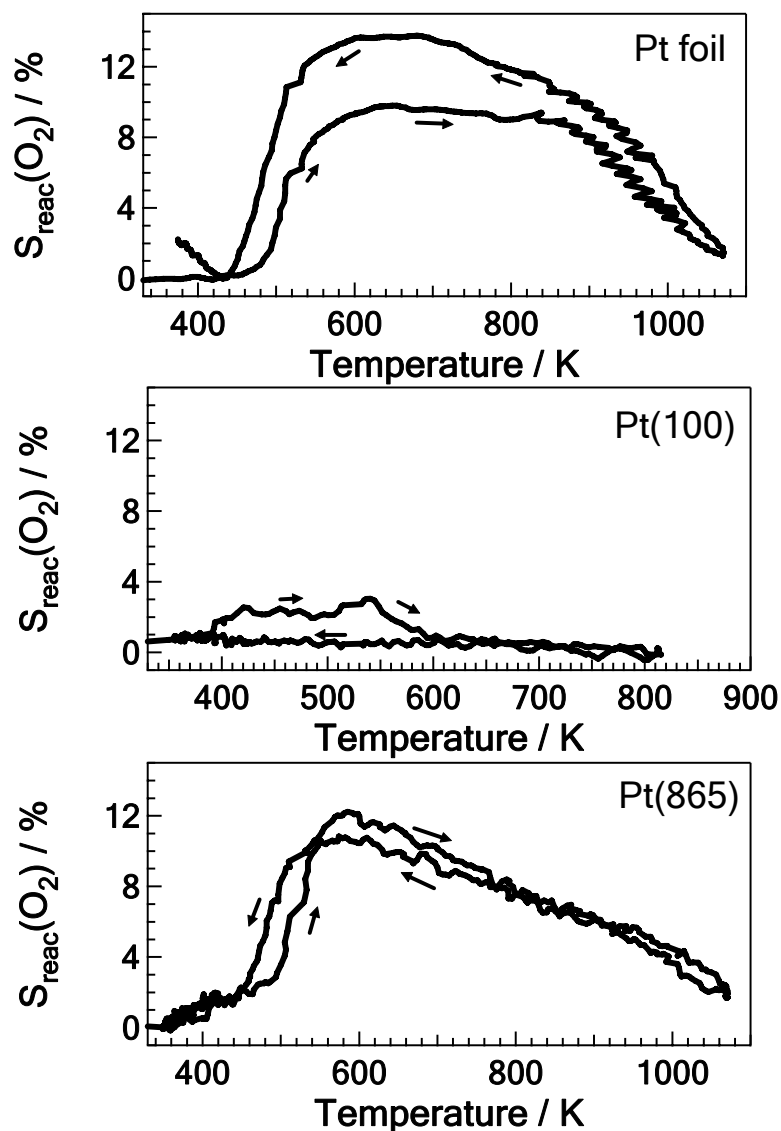 Pt foil
S_reac(O₂) / %
12
8
4
0
400 600 800 1000
Temperature / K
Pt(100)
S_reac(O₂) / %
12
8
4
0
400 500 600 700 800 900
Temperature / K
Pt(865)
S_reac(O₂) / %
12
8
4
0
400 600 800 1000
Temperature / K